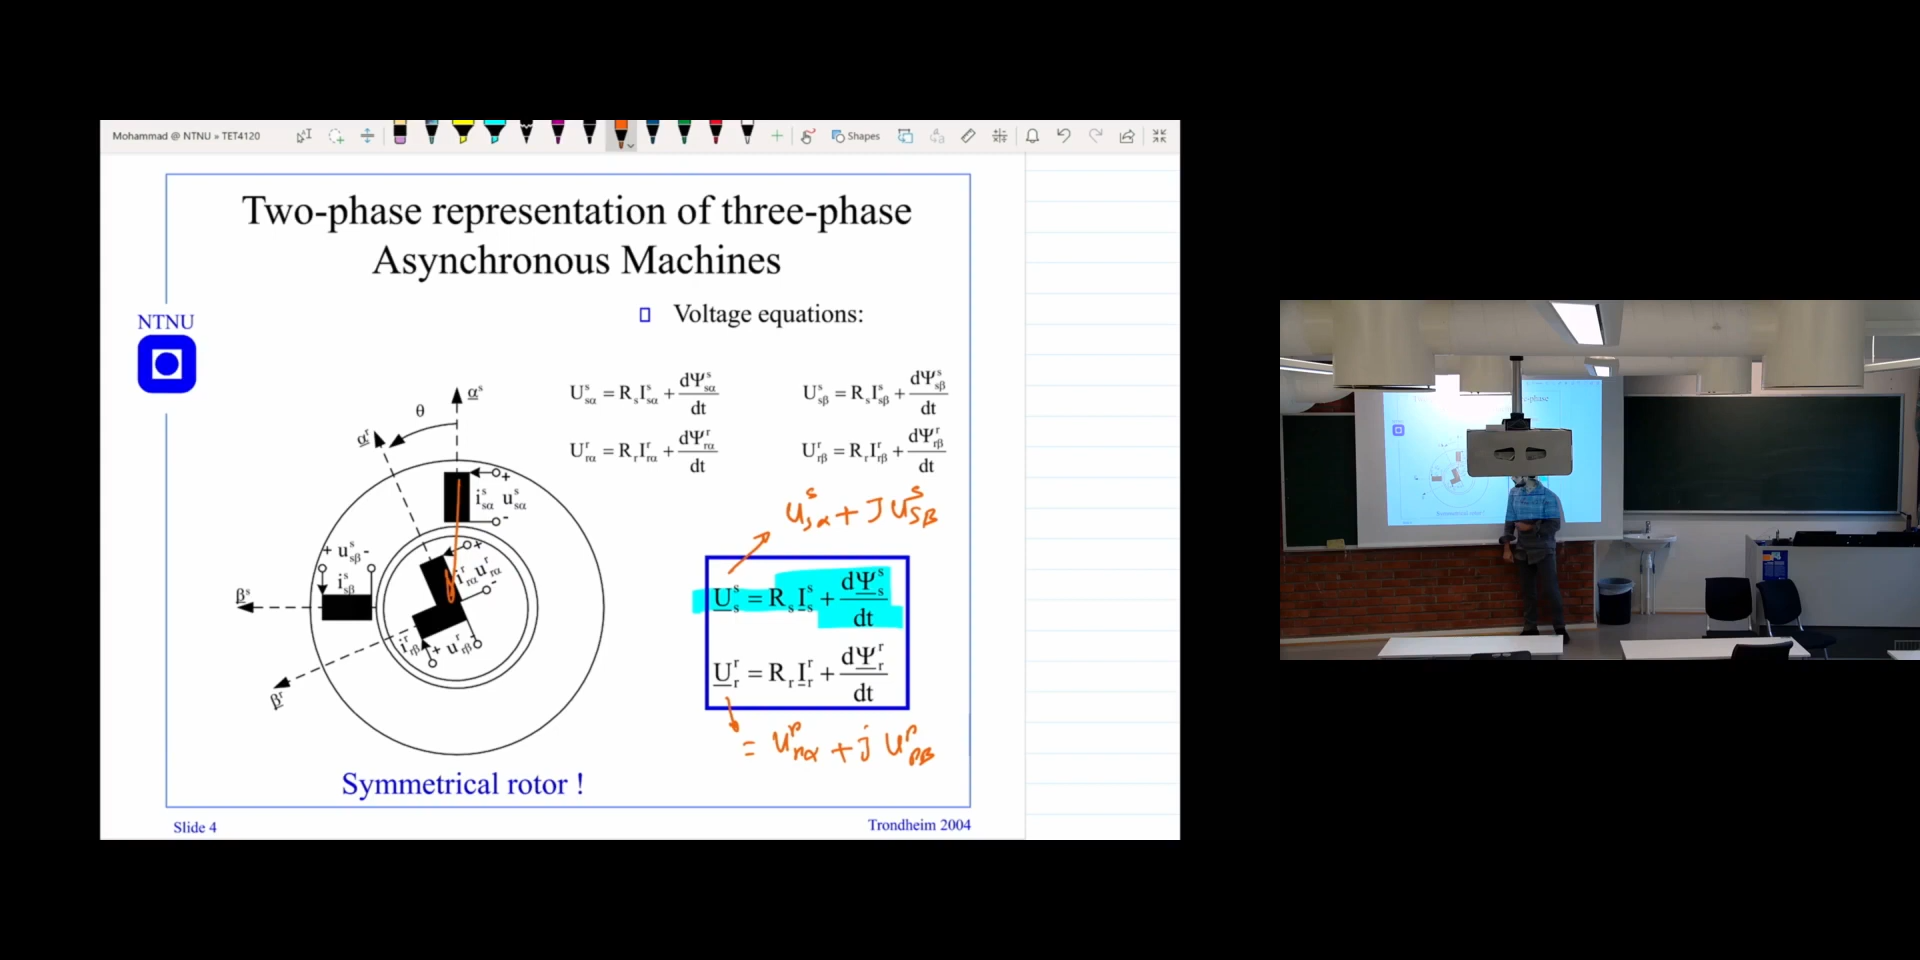 Mohammad @ NTNU » TET4120
Shapes
Two-phase representation of three-phase
Asynchronous Machines
NTNU
Voltage equations:
U^s_sα = R_s I^s_sα + dΨ^s_sα/dt
U^s_sβ = R_s I^s_sβ + dΨ^s_sβ/dt
U^r_rα = R_r I^r_rα + dΨ^r_rα/dt
U^r_rβ = R_r I^r_rβ + dΨ^r_rβ/dt
α^s
θ
α^r
+
i^s_sα u^s_sα
-
+ u^s_sβ -
i^s_sβ
+
i^r_rα u^r_rα
-
β^s
i^r_rβ + u^r_rβ -
β^r
u^s_sα + J u^s_sβ
U^s_s = R_s I^s_s + dΨ^s_s/dt
U^r_r = R_r I^r_r + dΨ^r_r/dt
= u^r_rα + j u^r_rβ
Symmetrical rotor !
Slide 4
Trondheim 2004